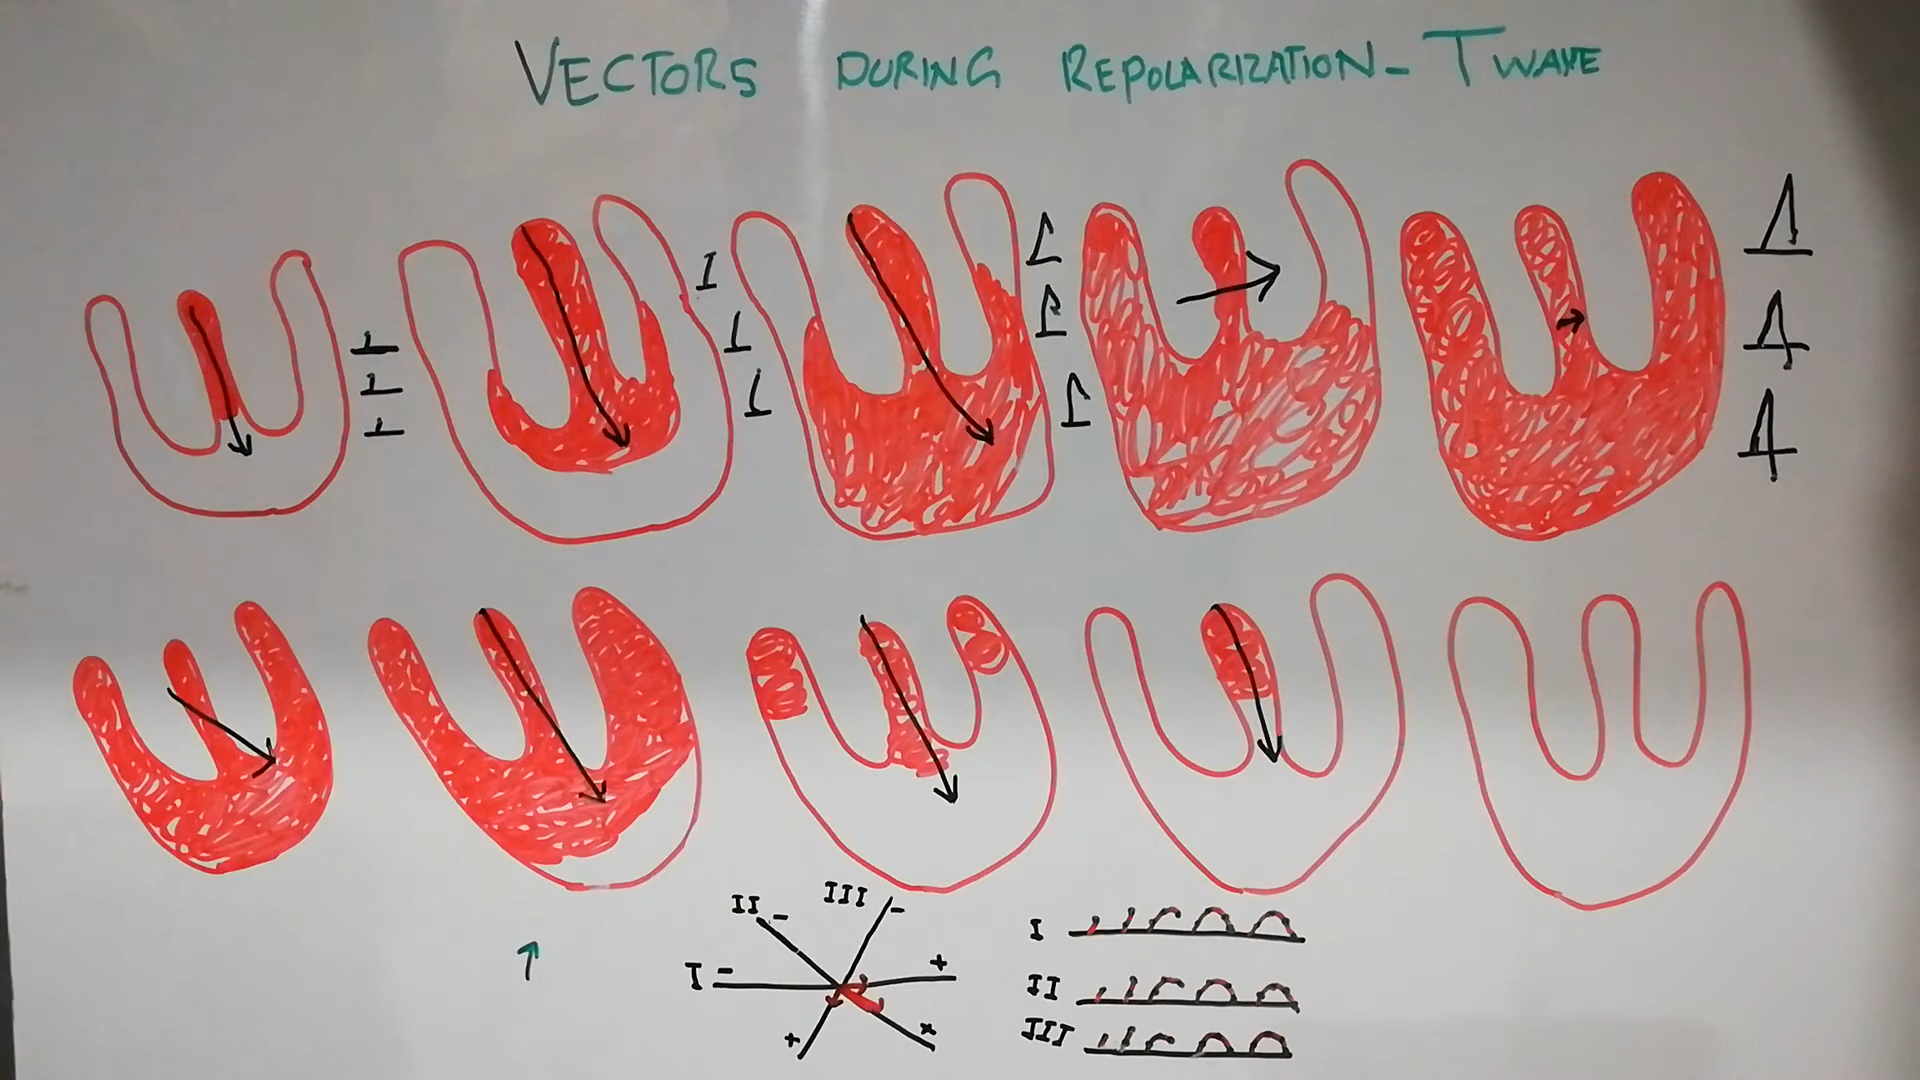 VECTORS DURING REPOLARIZATION - T WAVE
II -
III -
I -
+
+
+
I
II
III